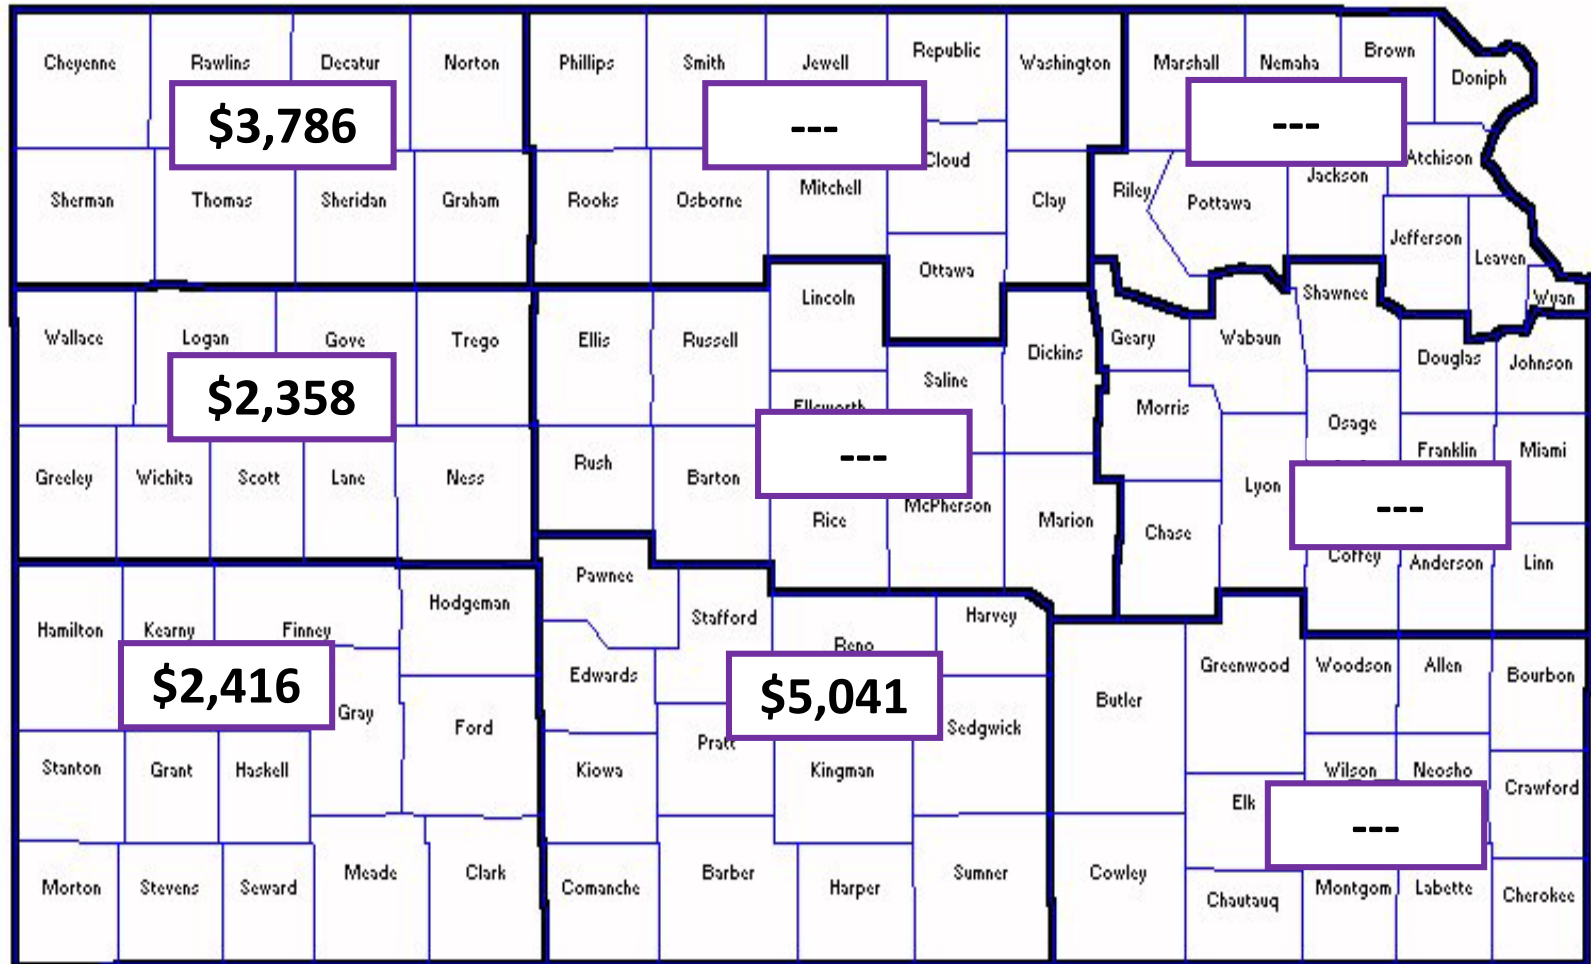 Cheyenne Rawlins Decatur Norton Phillips Smith Jewell Republic Washington Marshall Nemaha Brown Doniph
$3,786 --- ---
Sherman Thomas Sheridan Graham Rooks Osborne Mitchell Cloud Clay Riley Pottawa Jackson Atchison
Jefferson Leaven Wyan
Ottawa Lincoln Shawnee
Wallace Logan Gove Trego Ellis Russell Saline Dickins Geary Wabaun Douglas Johnson
$2,358 Ellsworth Morris Osage
---
Greeley Wichita Scott Lane Ness Rush Barton Rice McPherson Marion Chase Lyon Franklin Miami
---
Coffey Anderson Linn
Hamilton Kearny Finney Hodgeman Pawnee Stafford Reno Harvey
$2,416 Gray Ford Edwards $5,041 Pratt Sedgwick Butler Greenwood Woodson Allen Bourbon
Stanton Grant Haskell Kiowa Kingman Elk Wilson Neosho Crawford
---
Morton Stevens Seward Meade Clark Comanche Barber Harper Sumner Cowley Chautauq Montgom Labette Cherokee